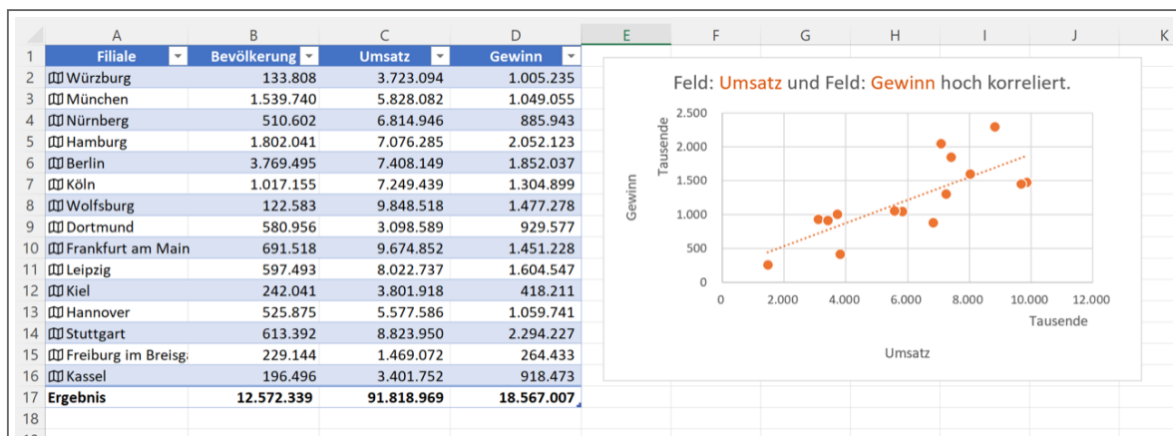 A B C D E F G H I J K
1 Filiale Bevölkerung Umsatz Gewinn
2 Würzburg 133.808 3.723.094 1.005.235
3 München 1.539.740 5.828.082 1.049.055
4 Nürnberg 510.602 6.814.946 885.943
5 Hamburg 1.802.041 7.076.285 2.052.123
6 Berlin 3.769.495 7.408.149 1.852.037
7 Köln 1.017.155 7.249.439 1.304.899
8 Wolfsburg 122.583 9.848.518 1.477.278
9 Dortmund 580.956 3.098.589 929.577
10 Frankfurt am Main 691.518 9.674.852 1.451.228
11 Leipzig 597.493 8.022.737 1.604.547
12 Kiel 242.041 3.801.918 418.211
13 Hannover 525.875 5.577.586 1.059.741
14 Stuttgart 613.392 8.823.950 2.294.227
15 Freiburg im Breisg 229.144 1.469.072 264.433
16 Kassel 196.496 3.401.752 918.473
17 Ergebnis 12.572.339 91.818.969 18.567.007
18
Feld: Umsatz und Feld: Gewinn hoch korreliert.
Gewinn
Tausende
2.500
2.000
1.500
1.000
500
0
0 2.000 4.000 6.000 8.000 10.000 12.000
Tausende
Umsatz